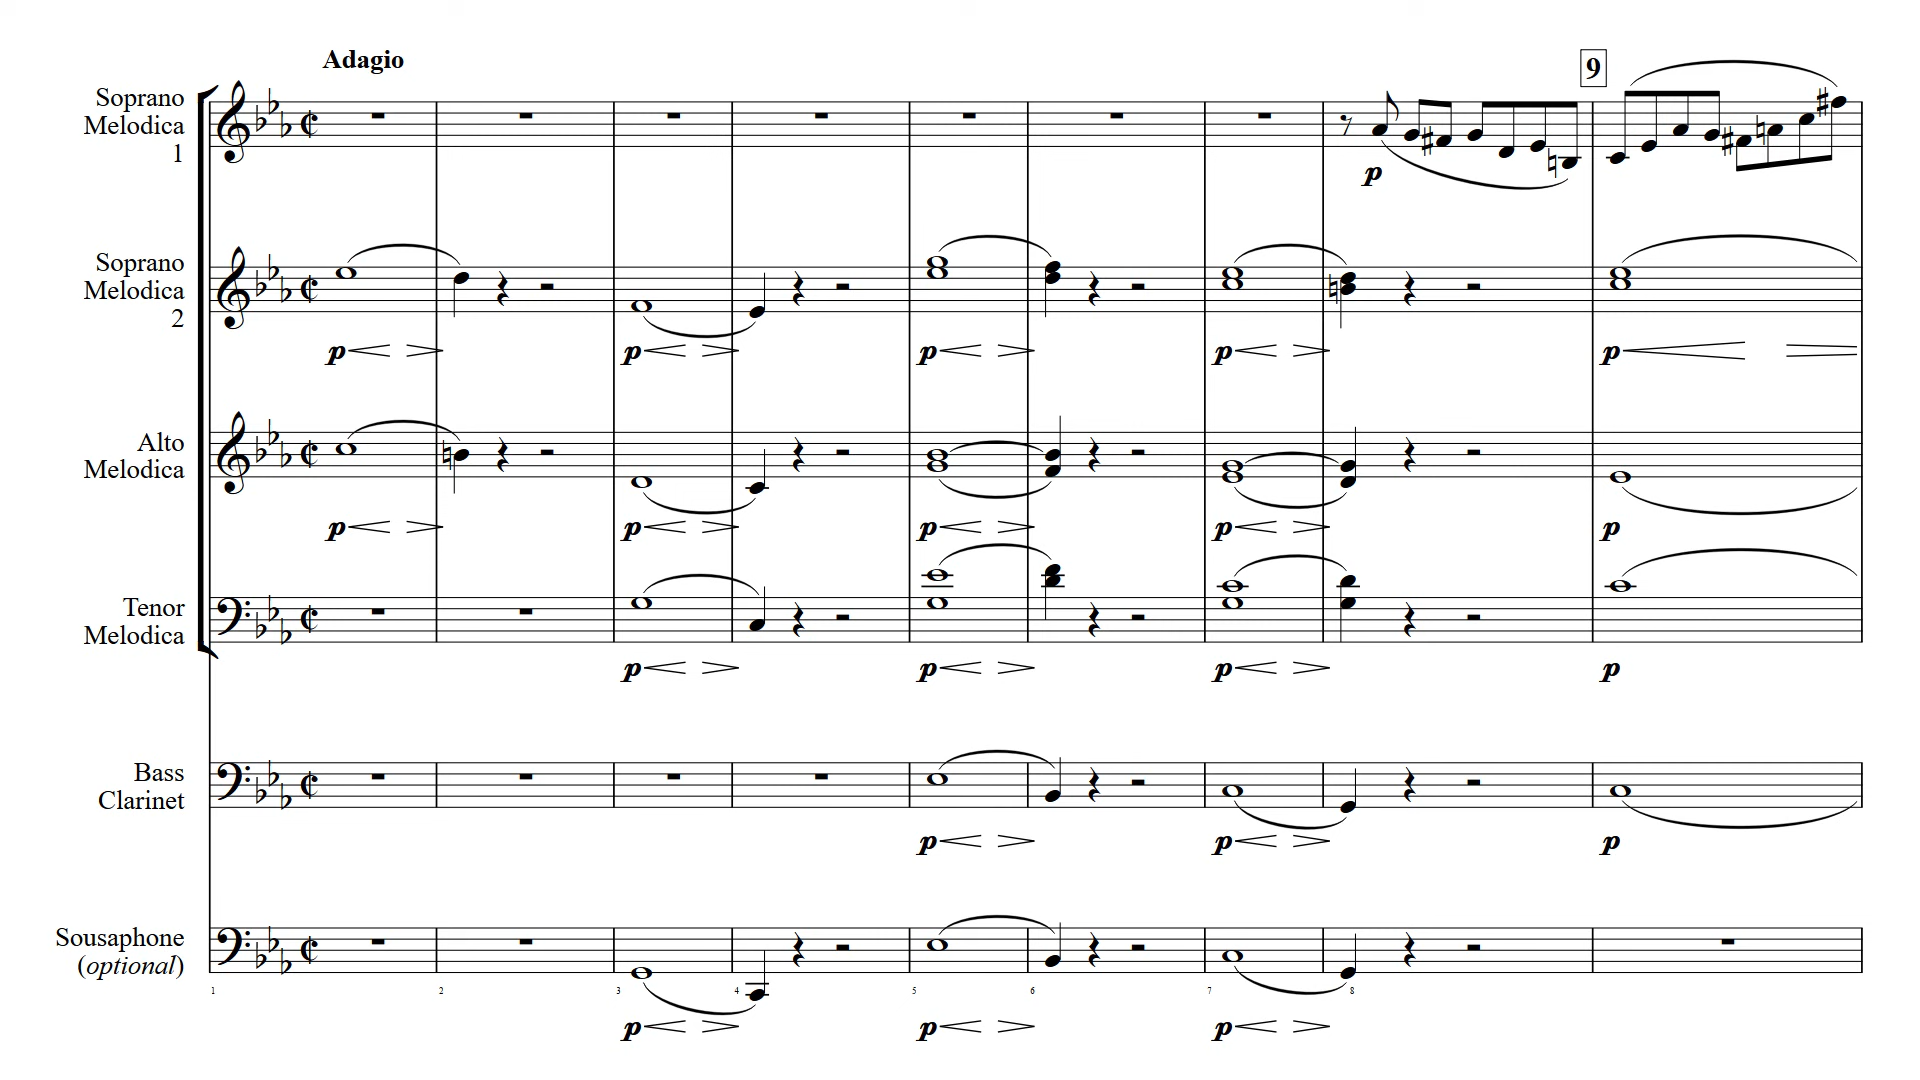 Adagio
9
Soprano
Melodica
1
p
Soprano
Melodica
2
p p p p p
Alto
Melodica
p p p p p
Tenor
Melodica
p p p p
Bass
Clarinet
p p p
Sousaphone
(optional)
1 2 3 4 5 6 7 8
p p p